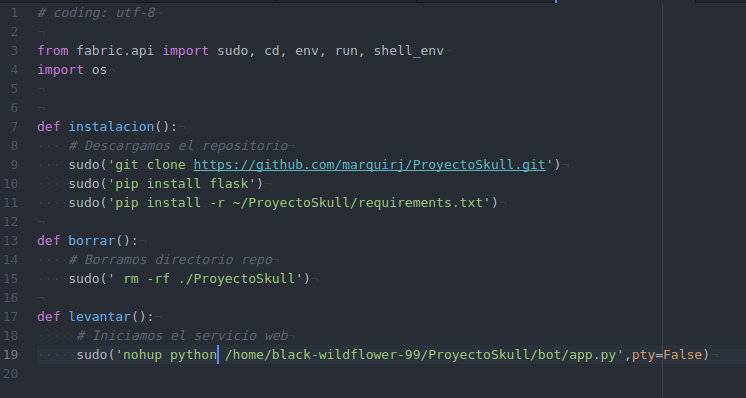 1 # coding: utf-8
2
3 from fabric.api import sudo, cd, env, run, shell_env
4 import os
5
6
7 def instalacion():
8 # Descargamos el repositorio
9 sudo('git clone https://github.com/marquirj/ProyectoSkull.git')
10 sudo('pip install flask')
11 sudo('pip install -r ~/ProyectoSkull/requirements.txt')
12
13 def borrar():
14 # Borramos directorio repo
15 sudo(' rm -rf ./ProyectoSkull')
16
17 def levantar():
18 # Iniciamos el servicio web
19 sudo('nohup python /home/black-wildflower-99/ProyectoSkull/bot/app.py',pty=False)
20